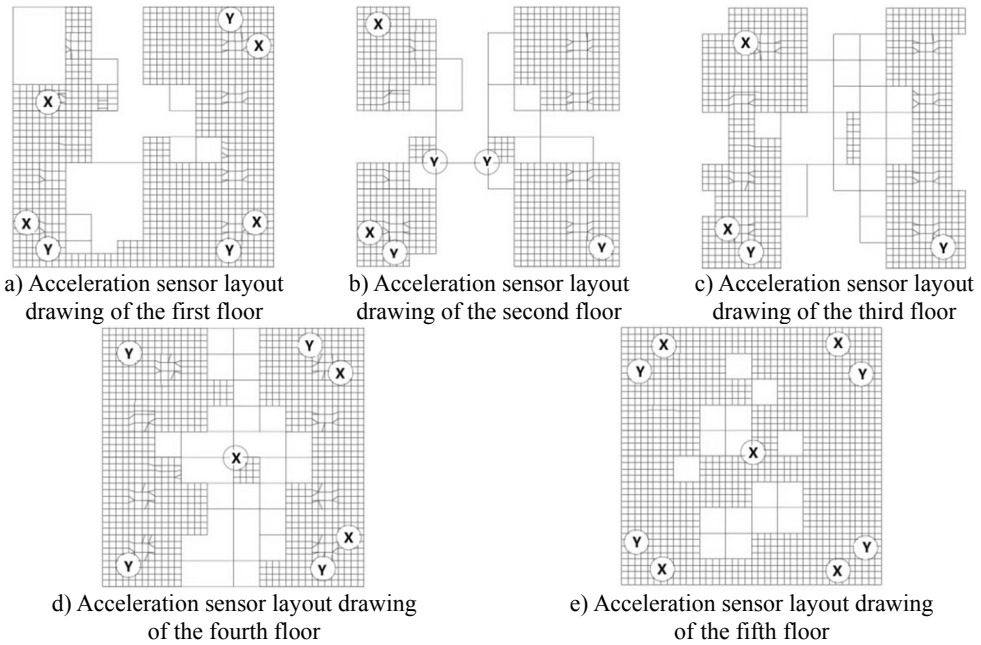 Y
X
X
X
X
Y
Y
a) Acceleration sensor layout
drawing of the first floor
X
Y
Y
X
Y
Y
b) Acceleration sensor layout
drawing of the second floor
X
X
Y
Y
c) Acceleration sensor layout
drawing of the third floor
Y
Y
X
X
X
Y
Y
d) Acceleration sensor layout drawing
of the fourth floor
X
X
Y
Y
X
Y
Y
X
X
e) Acceleration sensor layout drawing
of the fifth floor